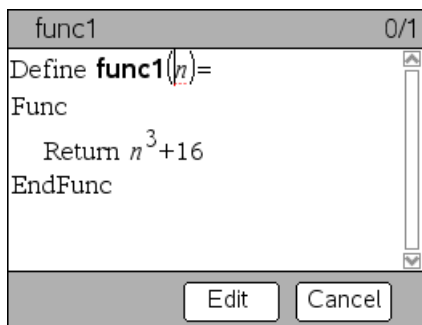 func1 0/1
Define func1(n)=
Func
Return n³+16
EndFunc
Edit Cancel